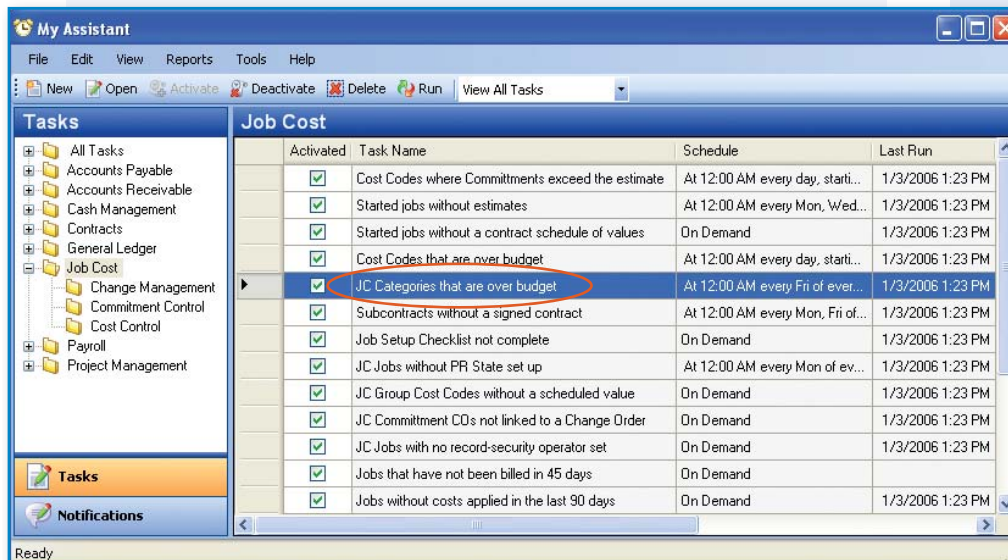 My Assistant
File Edit View Reports Tools Help
New Open Activate Deactivate Delete Run View All Tasks
Tasks
All Tasks
Accounts Payable
Accounts Receivable
Cash Management
Contracts
General Ledger
Job Cost
Change Management
Commitment Control
Cost Control
Payroll
Project Management
Tasks
Notifications
Job Cost
Activated Task Name Schedule Last Run
Cost Codes where Committments exceed the estimate At 12:00 AM every day, starti... 1/3/2006 1:23 PM
Started jobs without estimates At 12:00 AM every Mon, Wed... 1/3/2006 1:23 PM
Started jobs without a contract schedule of values On Demand 1/3/2006 1:23 PM
Cost Codes that are over budget At 12:00 AM every day, starti... 1/3/2006 1:23 PM
JC Categories that are over budget At 12:00 AM every Fri of ever... 1/3/2006 1:23 PM
Subcontracts without a signed contract At 12:00 AM every Mon, Fri of... 1/3/2006 1:23 PM
Job Setup Checklist not complete On Demand 1/3/2006 1:23 PM
JC Jobs without PR State set up At 12:00 AM every Mon of ev... 1/3/2006 1:23 PM
JC Group Cost Codes without a scheduled value On Demand 1/3/2006 1:23 PM
JC Commitment COs not linked to a Change Order On Demand 1/3/2006 1:23 PM
JC Jobs with no record-security operator set On Demand 1/3/2006 1:23 PM
Jobs that have not been billed in 45 days On Demand
Jobs without costs applied in the last 90 days On Demand 1/3/2006 1:23 PM
Ready